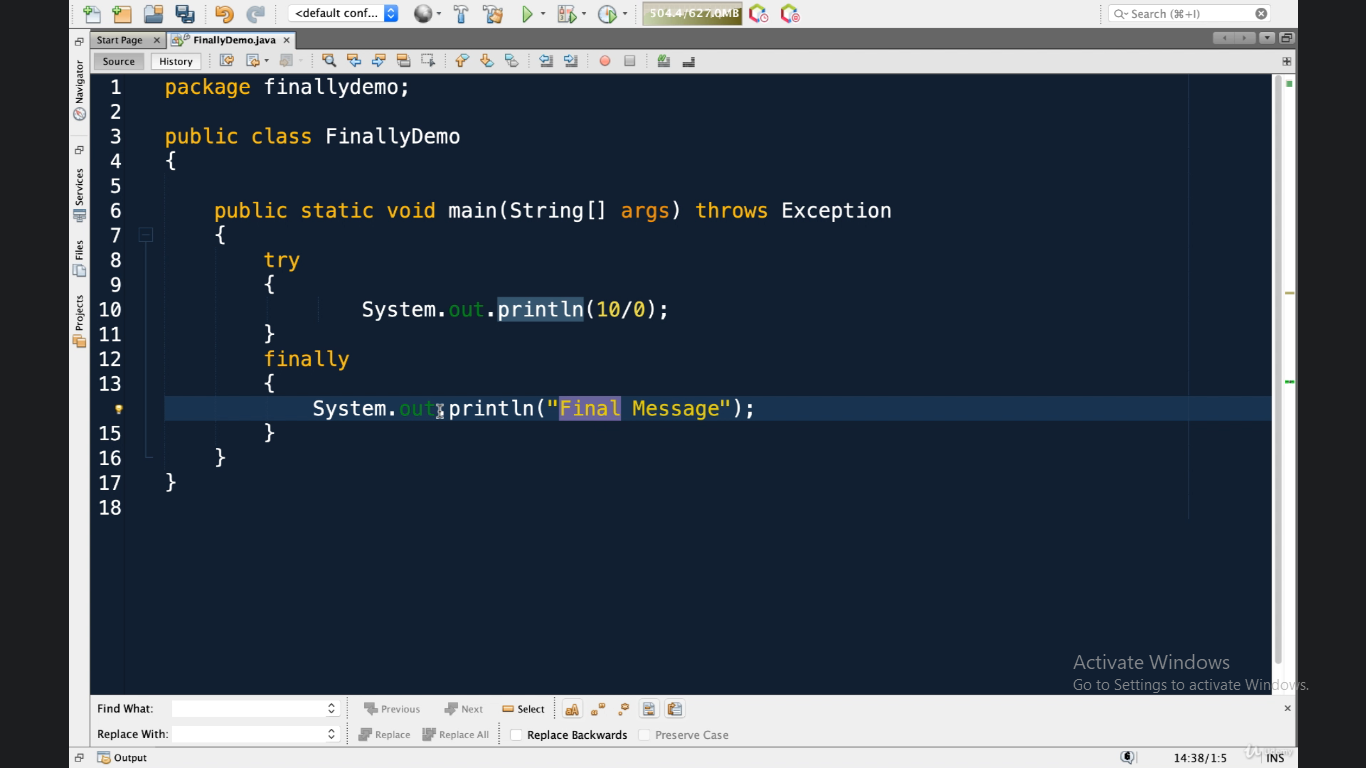 <default conf...
504.4/627.0MB
Search (⌘+I)
Start Page
FinallyDemo.java
Source
History
Navigator
Services
Files
Projects
1 package finallydemo;
2
3 public class FinallyDemo
4 {
5
6 public static void main(String[] args) throws Exception
7 {
8 try
9 {
10 System.out.println(10/0);
11 }
12 finally
13 {
System.out.println("Final Message");
15 }
16 }
17 }
18
Activate Windows
Go to Settings to activate Windows.
Find What:
Previous
Next
Select
Replace With:
Replace
Replace All
Replace Backwards
Preserve Case
Output
6
14:38/1:5
INS